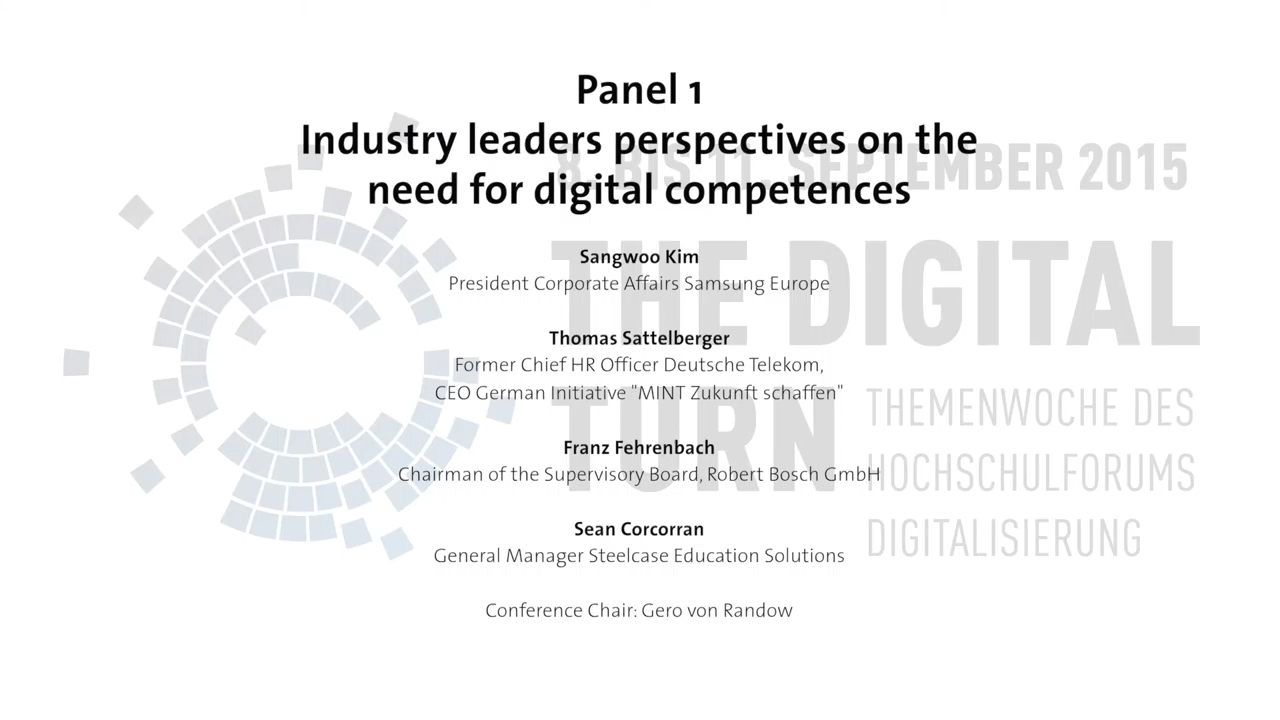 Panel 1
Industry leaders perspectives on the
need for digital competences
Sangwoo Kim
President Corporate Affairs Samsung Europe
Thomas Sattelberger
Former Chief HR Officer Deutsche Telekom,
CEO German Initiative "MINT Zukunft schaffen"
Franz Fehrenbach
Chairman of the Supervisory Board, Robert Bosch GmbH
Sean Corcorran
General Manager Steelcase Education Solutions
Conference Chair: Gero von Randow
8. BIS 11. SEPTEMBER 2015
THE DIGITAL
TURN
THEMENWOCHE DES
HOCHSCHULFORUMS
DIGITALISIERUNG